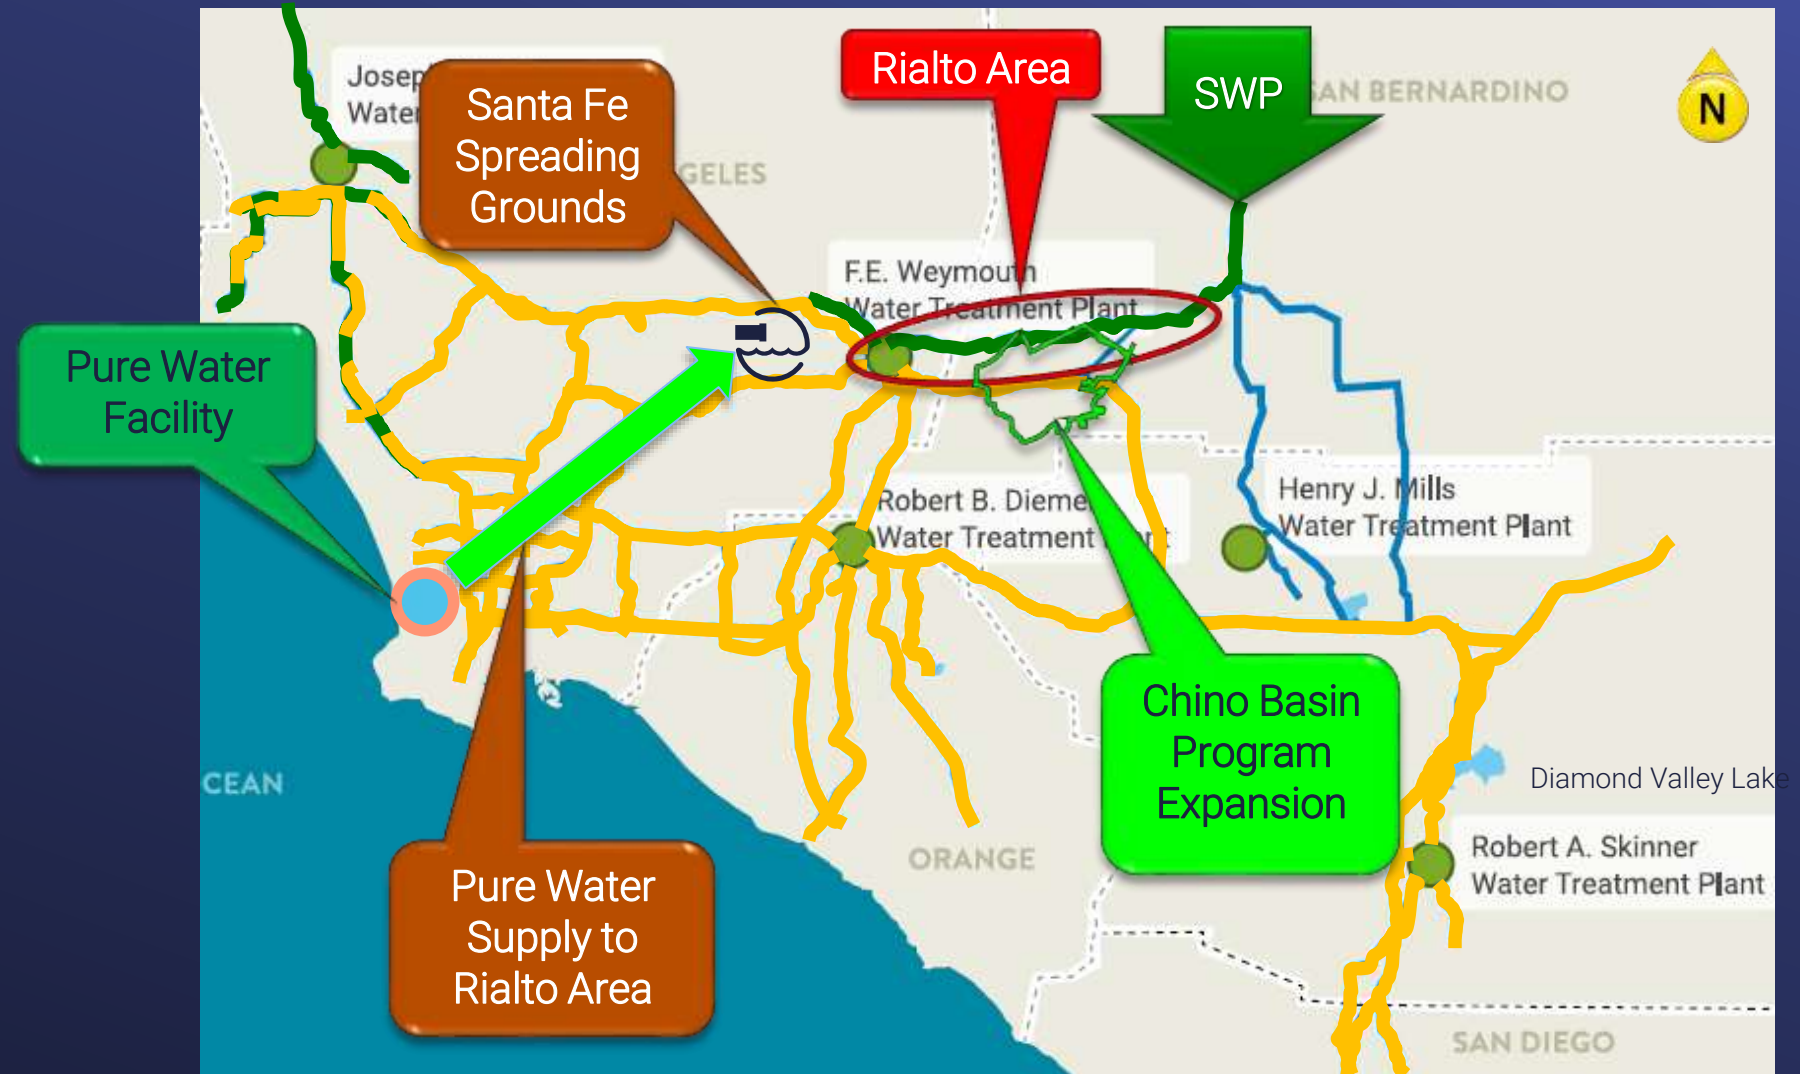 Josep
Water
Santa Fe
Spreading
Grounds
GELES
Rialto Area
SWP
SAN BERNARDINO
N
F.E. Weymouth
Water Treatment Plant
Pure Water
Facility
Robert B. Dieme
Water Treatment Plant
Henry J. Mills
Water Treatment Plant
Chino Basin
Program
Expansion
CEAN
Diamond Valley Lake
Pure Water
Supply to
Rialto Area
ORANGE
Robert A. Skinner
Water Treatment Plant
SAN DIEGO